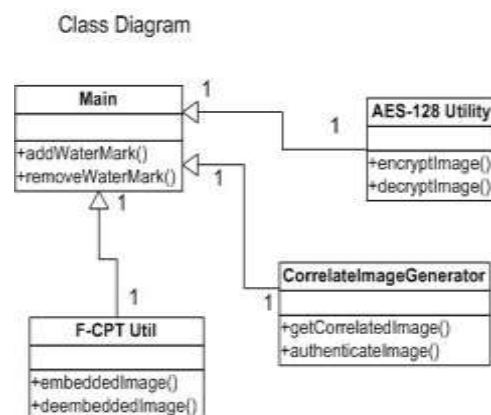 Class Diagram
Main
+addWaterMark()
+removeWaterMark()
1
1
AES-128 Utility
+encryptImage()
+decryptImage()
1
1
1
1
CorrelateImageGenerator
+getCorrelatedImage()
+authenticateImage()
F-CPT Util
+embeddedImage()
+deembeddedImage()